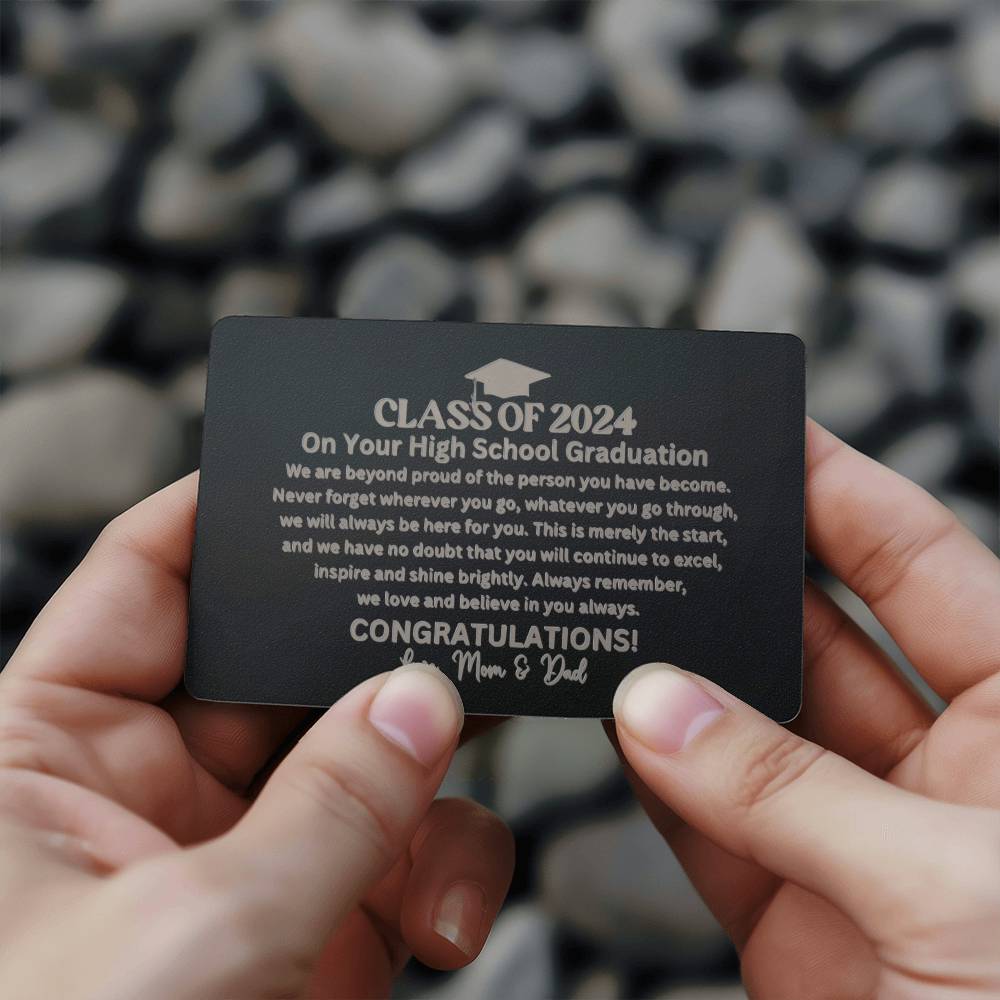 CLASS OF 2024
On Your High School Graduation
We are beyond proud of the person you have become.
Never forget wherever you go, whatever you go through,
we will always be here for you. This is merely the start,
and we have no doubt that you will continue to excel,
inspire and shine brightly. Always remember,
we love and believe in you always.
CONGRATULATIONS!
Mom & Dad